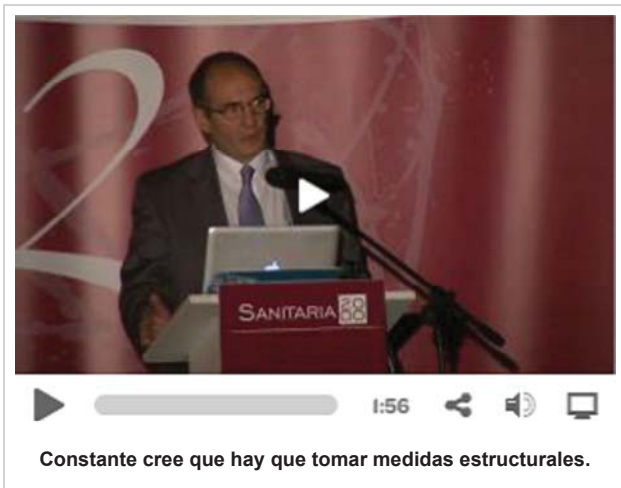 SANITARIA 2000
1:56
Constante cree que hay que tomar medidas estructurales.